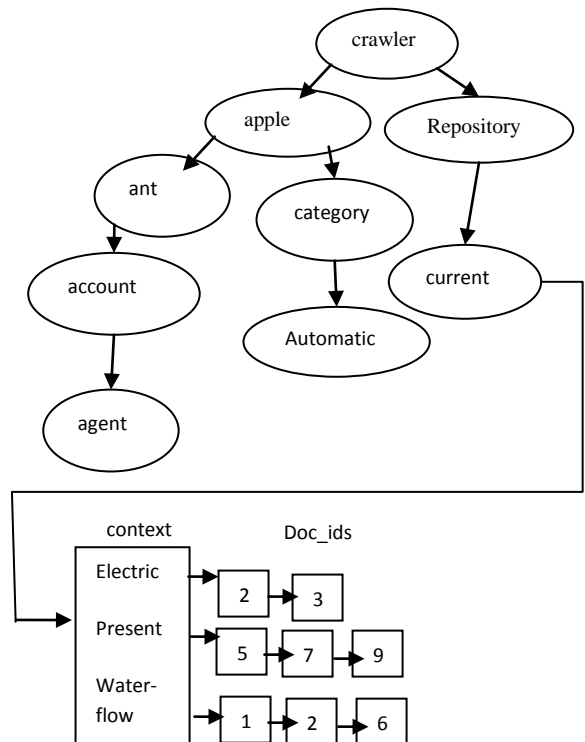 crawler
apple
Repository
ant
category
account
current
Automatic
agent
context
Doc_ids
Electric
2
3
Present
5
7
9
Water-
flow
1
2
6